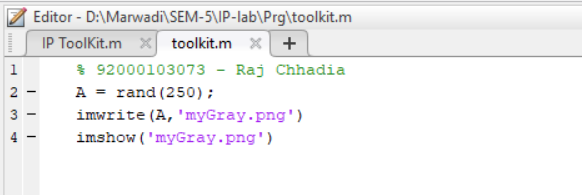 Editor - D:\Marwadi\SEM-5\IP-lab\Prg\toolkit.m
IP ToolKit.m × toolkit.m × +
1 % 92000103073 - Raj Chhadia
2 - A = rand(250);
3 - imwrite(A,'myGray.png')
4 - imshow('myGray.png')